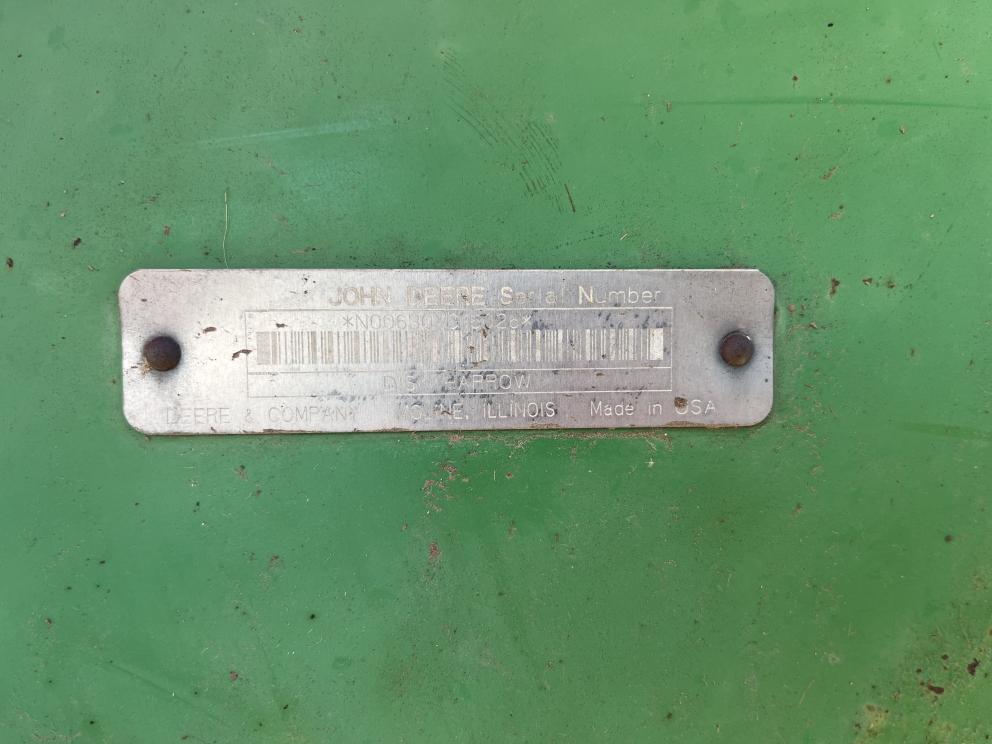 JOHN DEERE Serial Number
DISK HARROW
DEERE & COMPANY MOLINE, ILLINOIS Made in USA